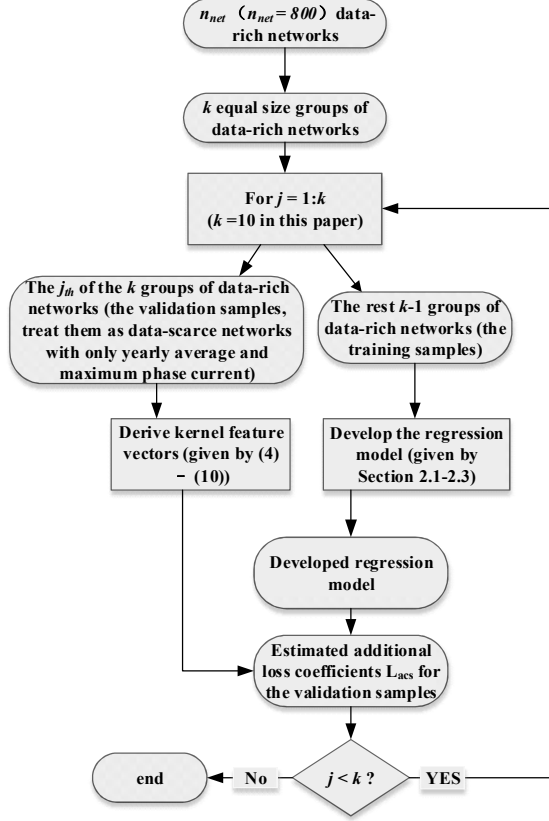 n_net (n_net = 800) data-
rich networks
k equal size groups of
data-rich networks
For j = 1:k
(k =10 in this paper)
The j_th of the k groups of data-rich
networks (the validation samples,
treat them as data-scarce networks
with only yearly average and
maximum phase current)
The rest k-1 groups of
data-rich networks (the
training samples)
Derive kernel feature
vectors (given by (4)
– (10))
Develop the regression
model (given by
Section 2.1-2.3)
Developed regression
model
Estimated additional
loss coefficients L_acs for
the validation samples
end
No
j < k ?
YES